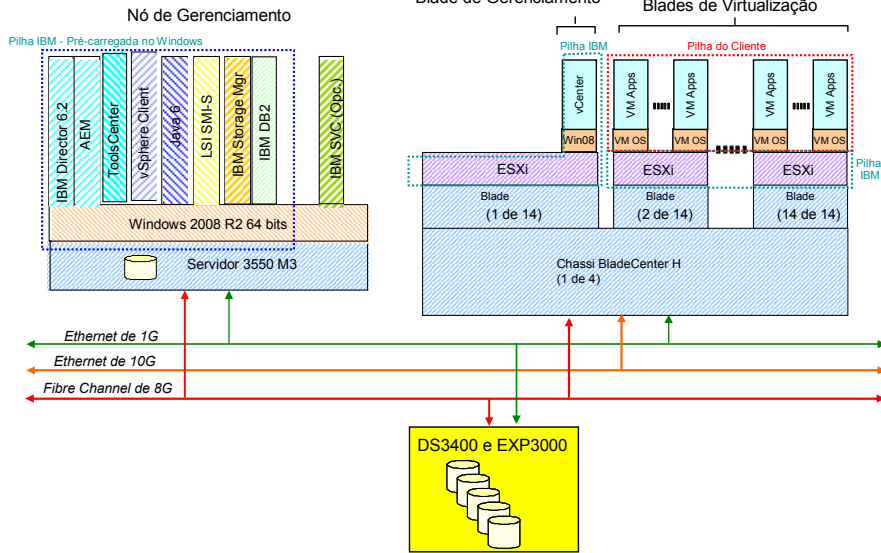 Nó de Gerenciamento
Blade de Gerenciamento
Blades de Virtualização
Pilha IBM - Pré-carregada no Windows
Pilha IBM
Pilha do Cliente
IBM Director 6.2
AEM
ToolsCenter
vSphere Client
Java 6
LSI SMI-S
IBM Storage Mgr
IBM DB2
IBM SVC (Opc.)
vCenter
VM Apps
VM Apps
VM Apps
VM Apps
Win08
VM OS
VM OS
VM OS
VM OS
ESXi
ESXi
ESXi
Pilha
IBM
Windows 2008 R2 64 bits
Blade
(1 de 14)
Blade
(2 de 14)
Blade
(14 de 14)
Servidor 3550 M3
Chassi BladeCenter H
(1 de 4)
Ethernet de 1G
Ethernet de 10G
Fibre Channel de 8G
DS3400 e EXP3000